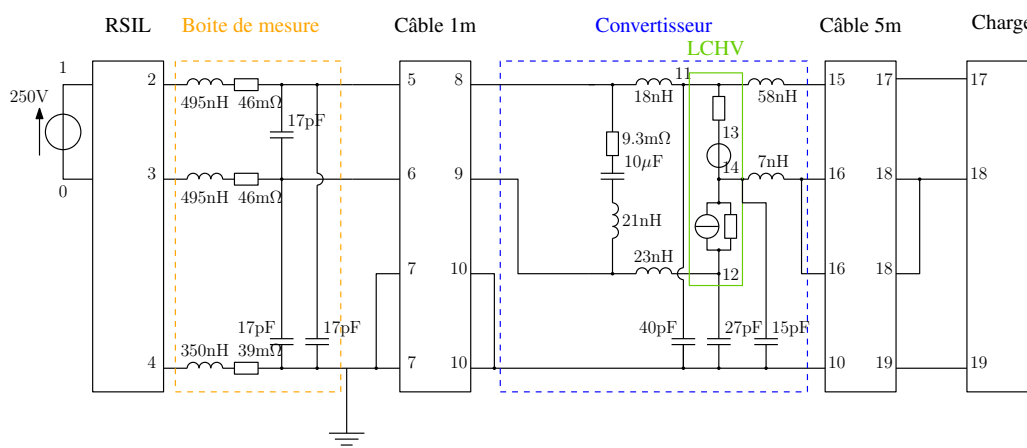 RSIL
Boite de mesure
Câble 1m
Convertisseur
Câble 5m
Charge
LCHV
1
250V
0
2
3
4
495nH
46mΩ
17pF
495nH
46mΩ
17pF
17pF
350nH
39mΩ
5
6
7
7
8
9
10
10
11
18nH
58nH
9.3mΩ
10μF
21nH
23nH
13
14
7nH
12
40pF
27pF
15pF
15
16
16
10
17
18
18
19
17
18
19